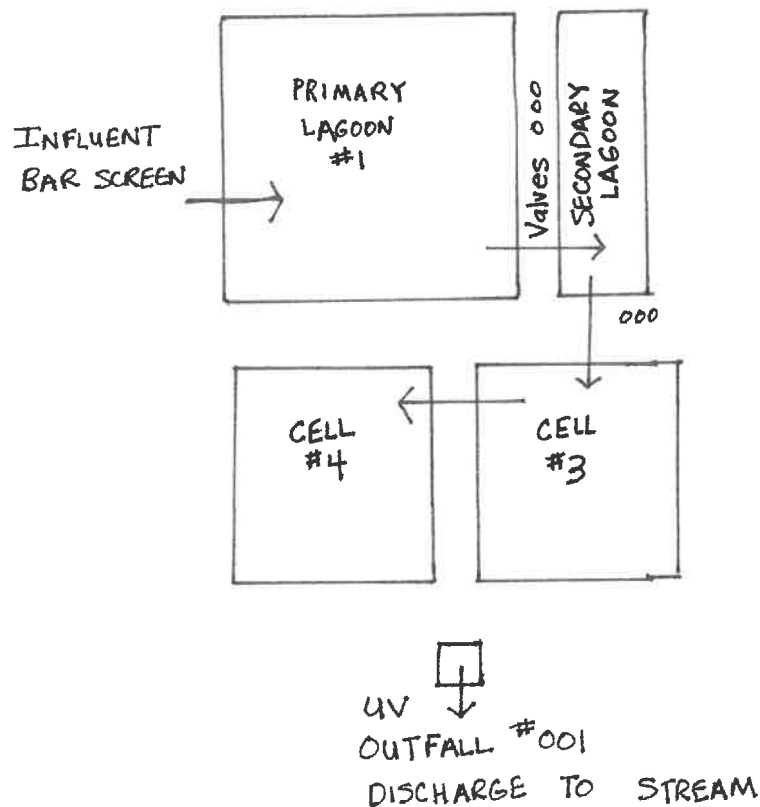 PRIMARY
LAGOON
#1
INFLUENT
BAR SCREEN
Valves 000
SECONDARY
LAGOON
000
CELL
#4
CELL
#3
UV
OUTFALL #001
DISCHARGE TO STREAM